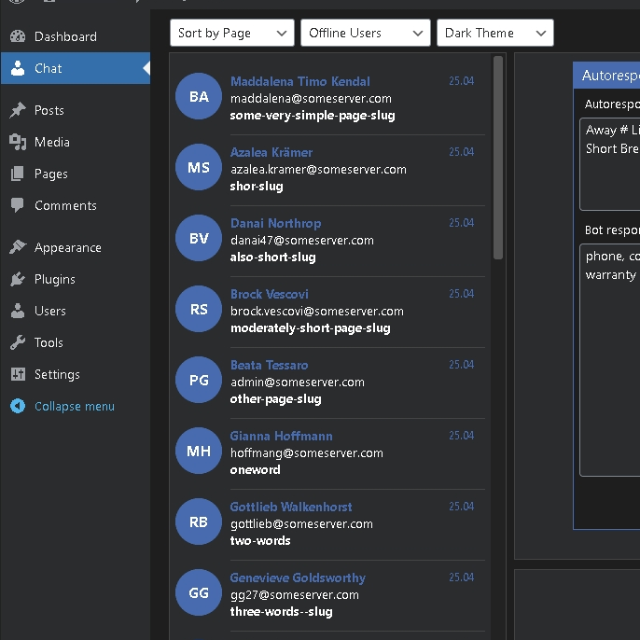 Dashboard
Chat
Posts
Media
Pages
Comments
Appearance
Plugins
Users
Tools
Settings
Collapse menu
Sort by Page
Offline Users
Dark Theme
BA
Maddalena Timo Kendal
25.04
maddalena@someserver.com
some-very-simple-page-slug
MS
Azalea Krämer
25.04
azalea.kramer@someserver.com
shor-slug
BV
Danai Northrop
25.04
danai47@someserver.com
also-short-slug
RS
Brock Vescovi
25.04
brock.vescovi@someserver.com
moderately-short-page-slug
PG
Beata Tessaro
25.04
admin@someserver.com
other-page-slug
MH
Gianna Hoffmann
25.04
hoffmang@someserver.com
oneword
RB
Gottlieb Walkenhorst
25.04
gottlieb@someserver.com
two-words
GG
Genevieve Goldsworthy
25.04
gg27@someserver.com
three-words--slug
Autorespo
Autorespo
Away # Li
Short Bre
Bot respor
phone, co
warranty